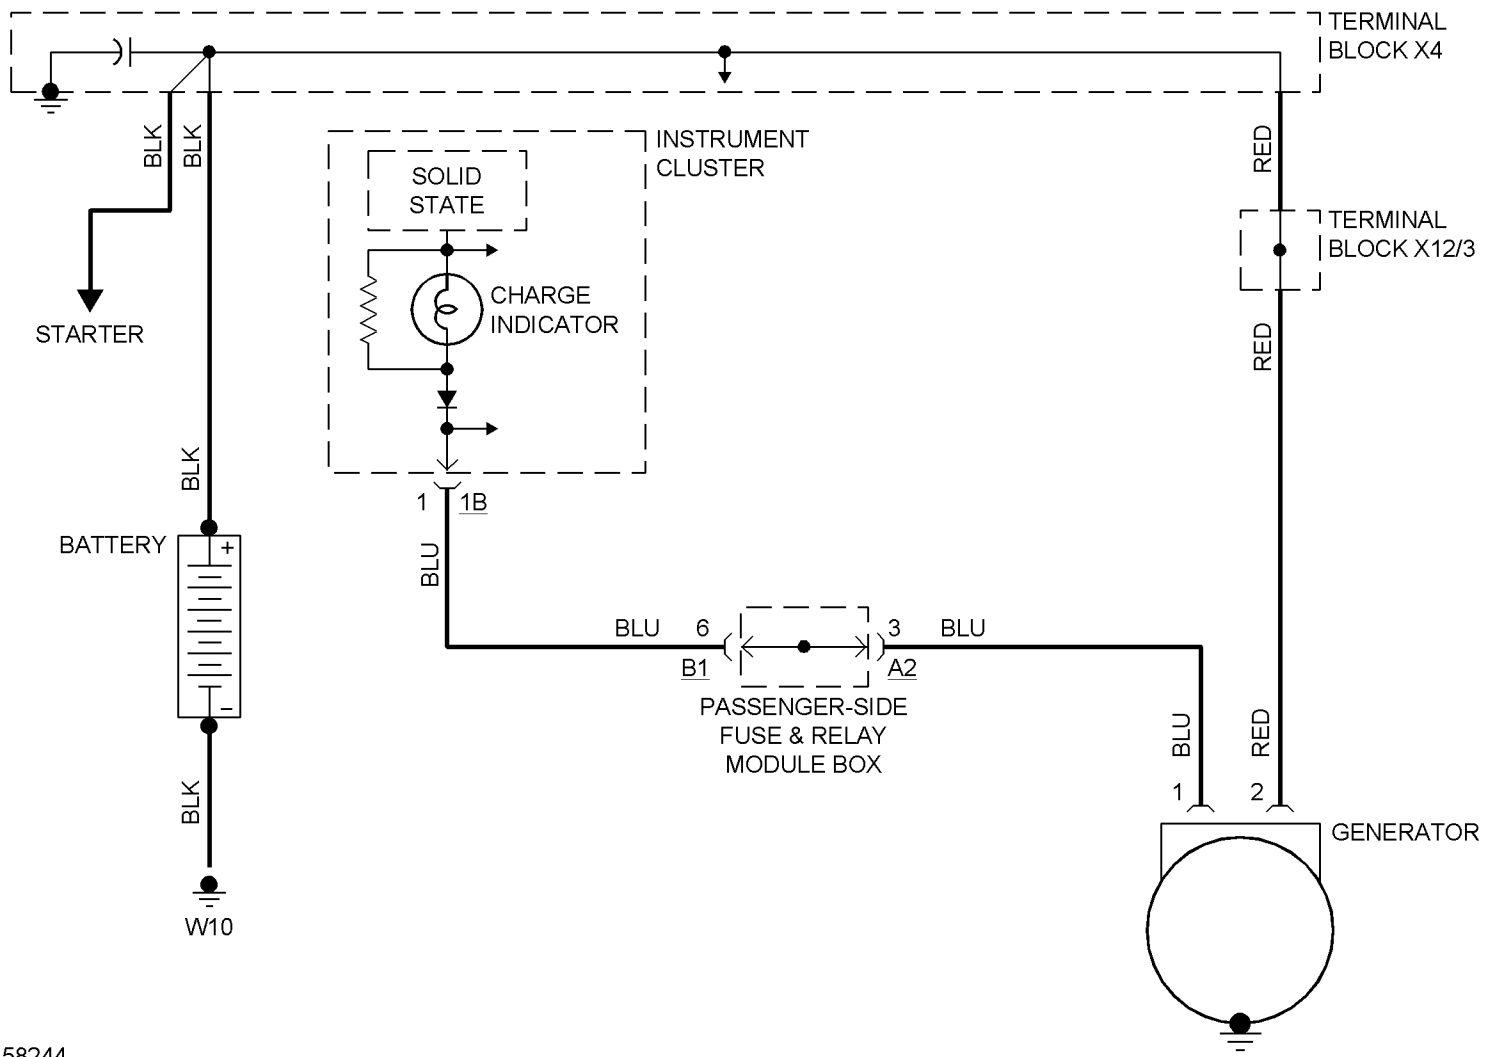 TERMINAL
BLOCK X4
BLK
BLK
RED
INSTRUMENT
CLUSTER
SOLID
STATE
TERMINAL
BLOCK X12/3
CHARGE
INDICATOR
STARTER
RED
BLK
1 1B
BATTERY
+
BLU
BLU 6 3 BLU
B1 A2
PASSENGER-SIDE
FUSE & RELAY
MODULE BOX
–
BLU
RED
BLK
1 2
GENERATOR
W10
58244